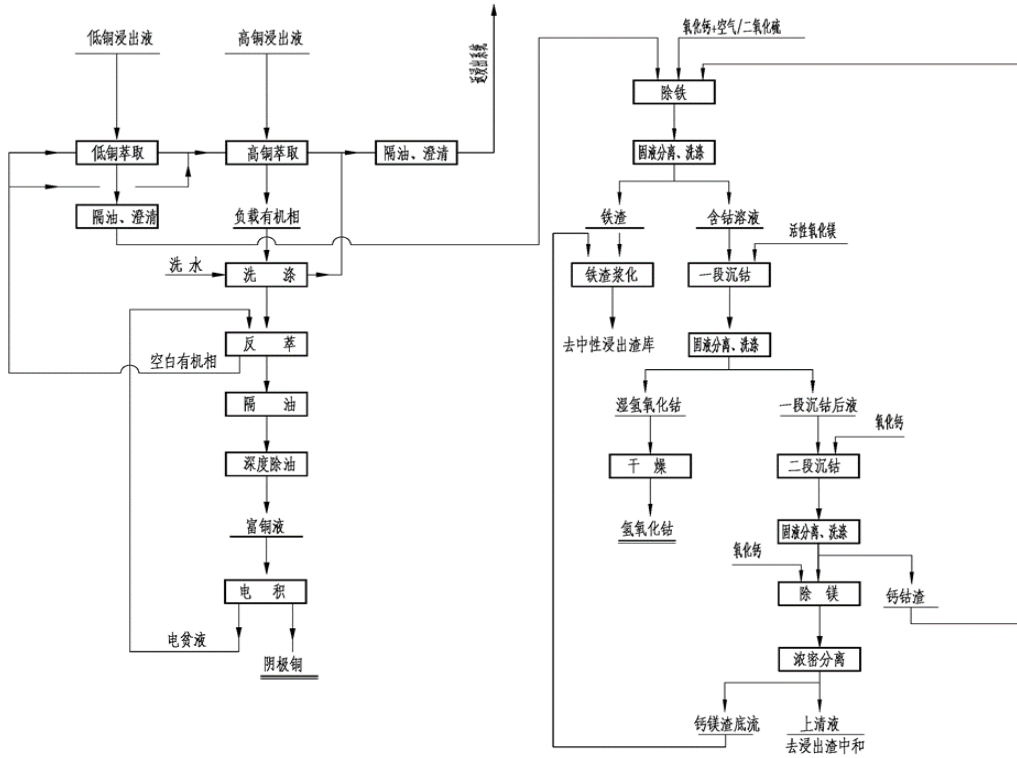 低铜浸出液
高铜浸出液
返浸出系统
氧化钙+空气/二氧化硫
除铁
低铜萃取
高铜萃取
隔油、澄清
固液分离、洗涤
隔油、澄清
负载有机相
铁渣
含钴溶液
活性氧化镁
洗水
洗涤
铁渣浆化
一段沉钴
反萃
去中性浸出渣库
固液分离、洗涤
空白有机相
隔油
湿氢氧化钴
一段沉钴后液
氧化钙
深度除油
干燥
二段沉钴
富铜液
氢氧化钴
固液分离、洗涤
氧化钙
电积
除镁
钙钴渣
电贫液
阴极铜
浓密分离
钙镁渣底流
上清液
去浸出渣中和